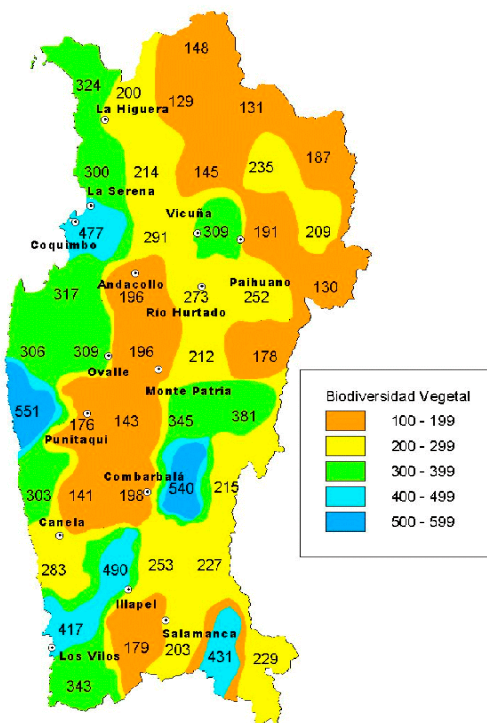 148
324
200
129
La Higuera
131
187
300
214
145
235
La Serena
Vicuña
477
309
191
209
Coquimbo
291
317
Andacollo
196
273
Paihuano
252
130
Río Hurtado
306
309
196
212
178
Ovalle
Monte Patria
551
176
143
345
381
Punitaqui
303
141
Combarbalá
198
540
215
Canela
283
490
253
227
Illapel
417
Salamanca
Los Vilos
179
203
431
229
343
Biodiversidad Vegetal
100 - 199
200 - 299
300 - 399
400 - 499
500 - 599